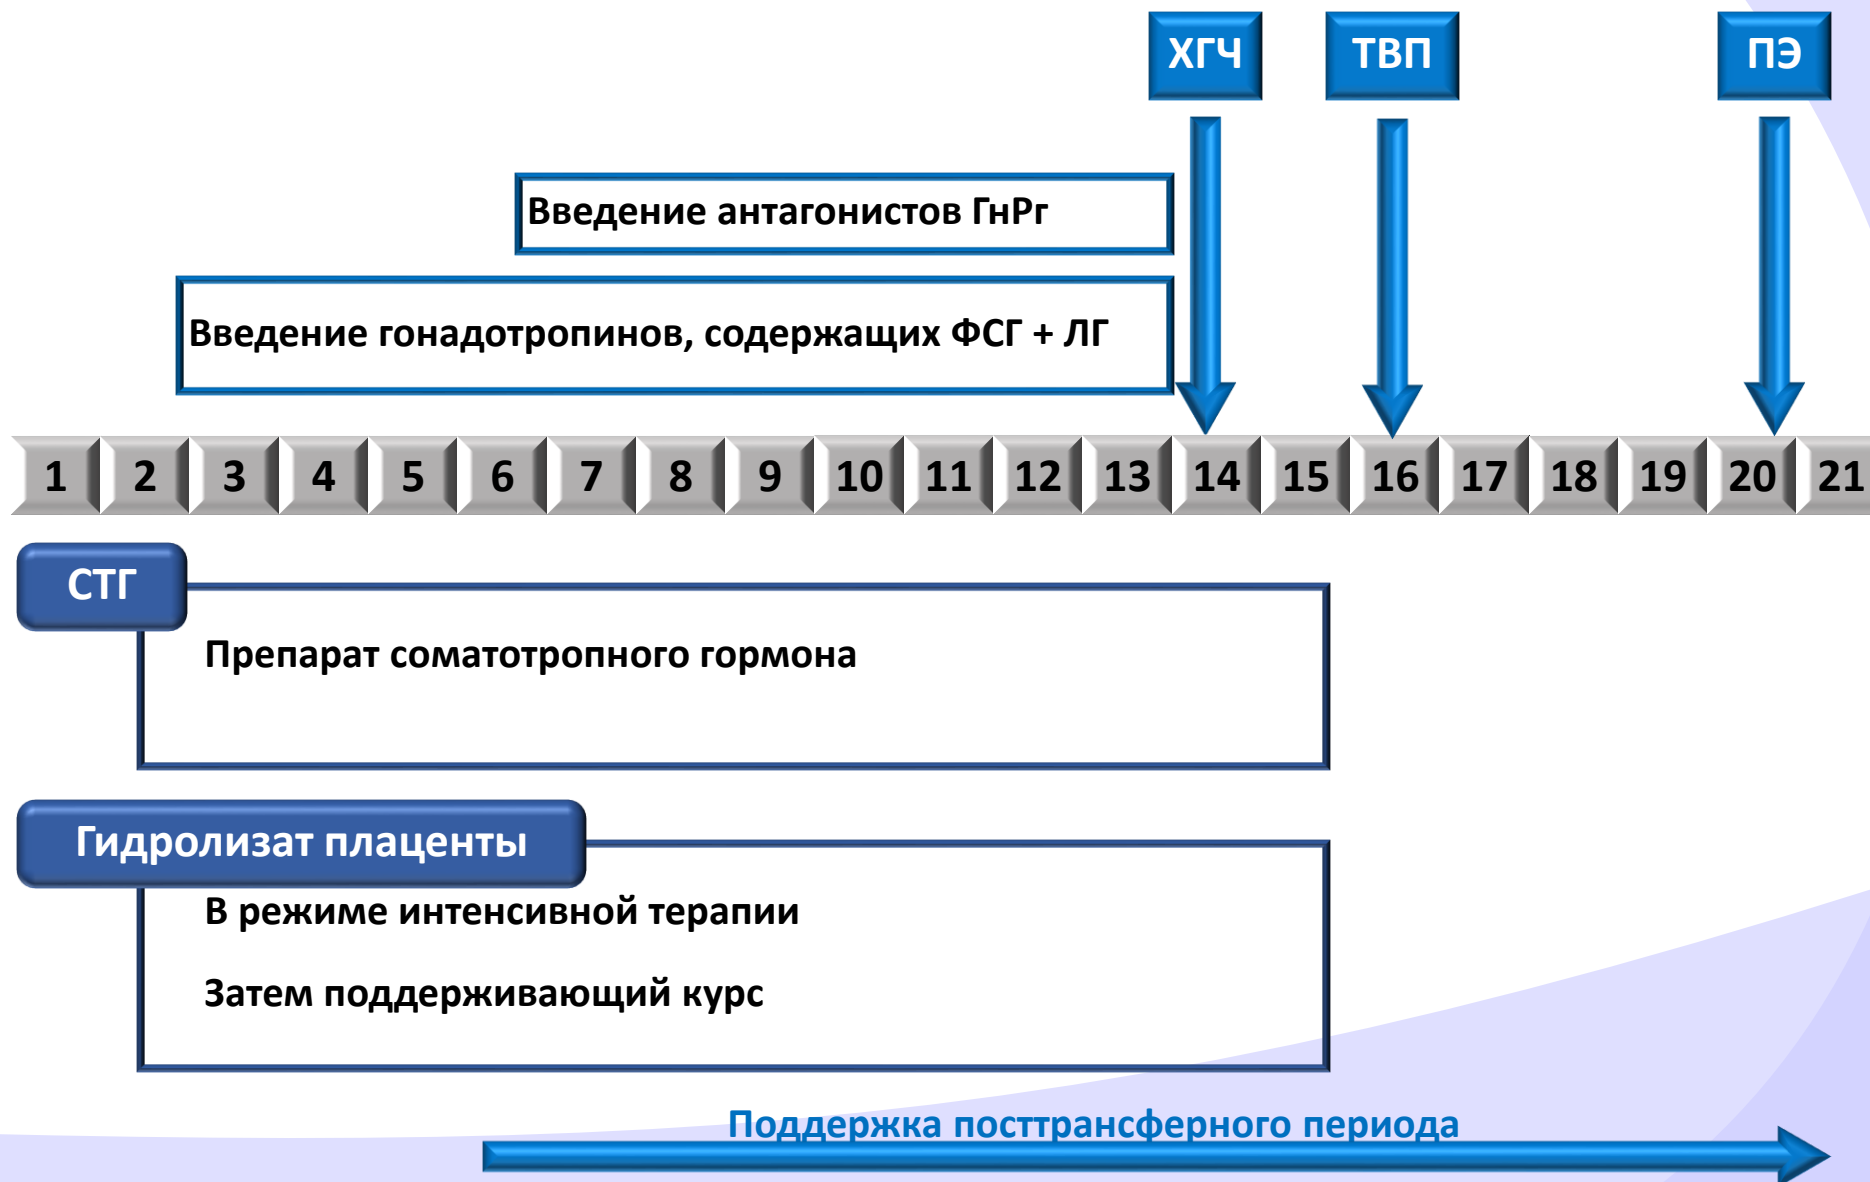 ХГЧ ТВП ПЭ
Введение антагонистов ГнРг
Введение гонадотропинов, содержащих ФСГ + ЛГ
1 2 3 4 5 6 7 8 9 10 11 12 13 14 15 16 17 18 19 20 21
СТГ
Препарат соматотропного гормона
Гидролизат плаценты
В режиме интенсивной терапии
Затем поддерживающий курс
Поддержка посттрансферного периода